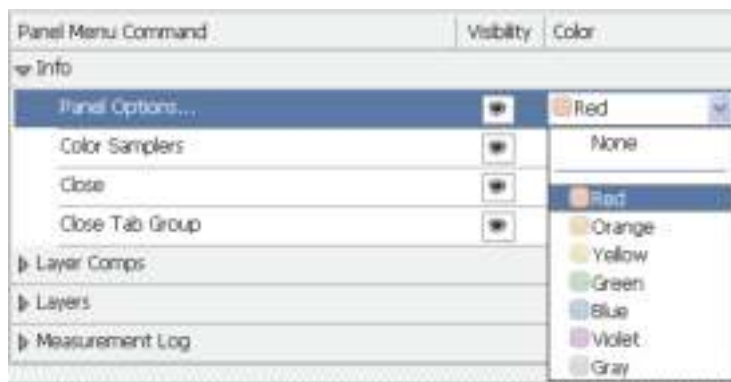 Panel Menu Command Visibility Color
Info
Panel Options... Red
Color Samplers None
Close Red
Close Tab Group Orange
Layer Comps Yellow
Layers Green
Measurement Log Blue
Violet
Gray